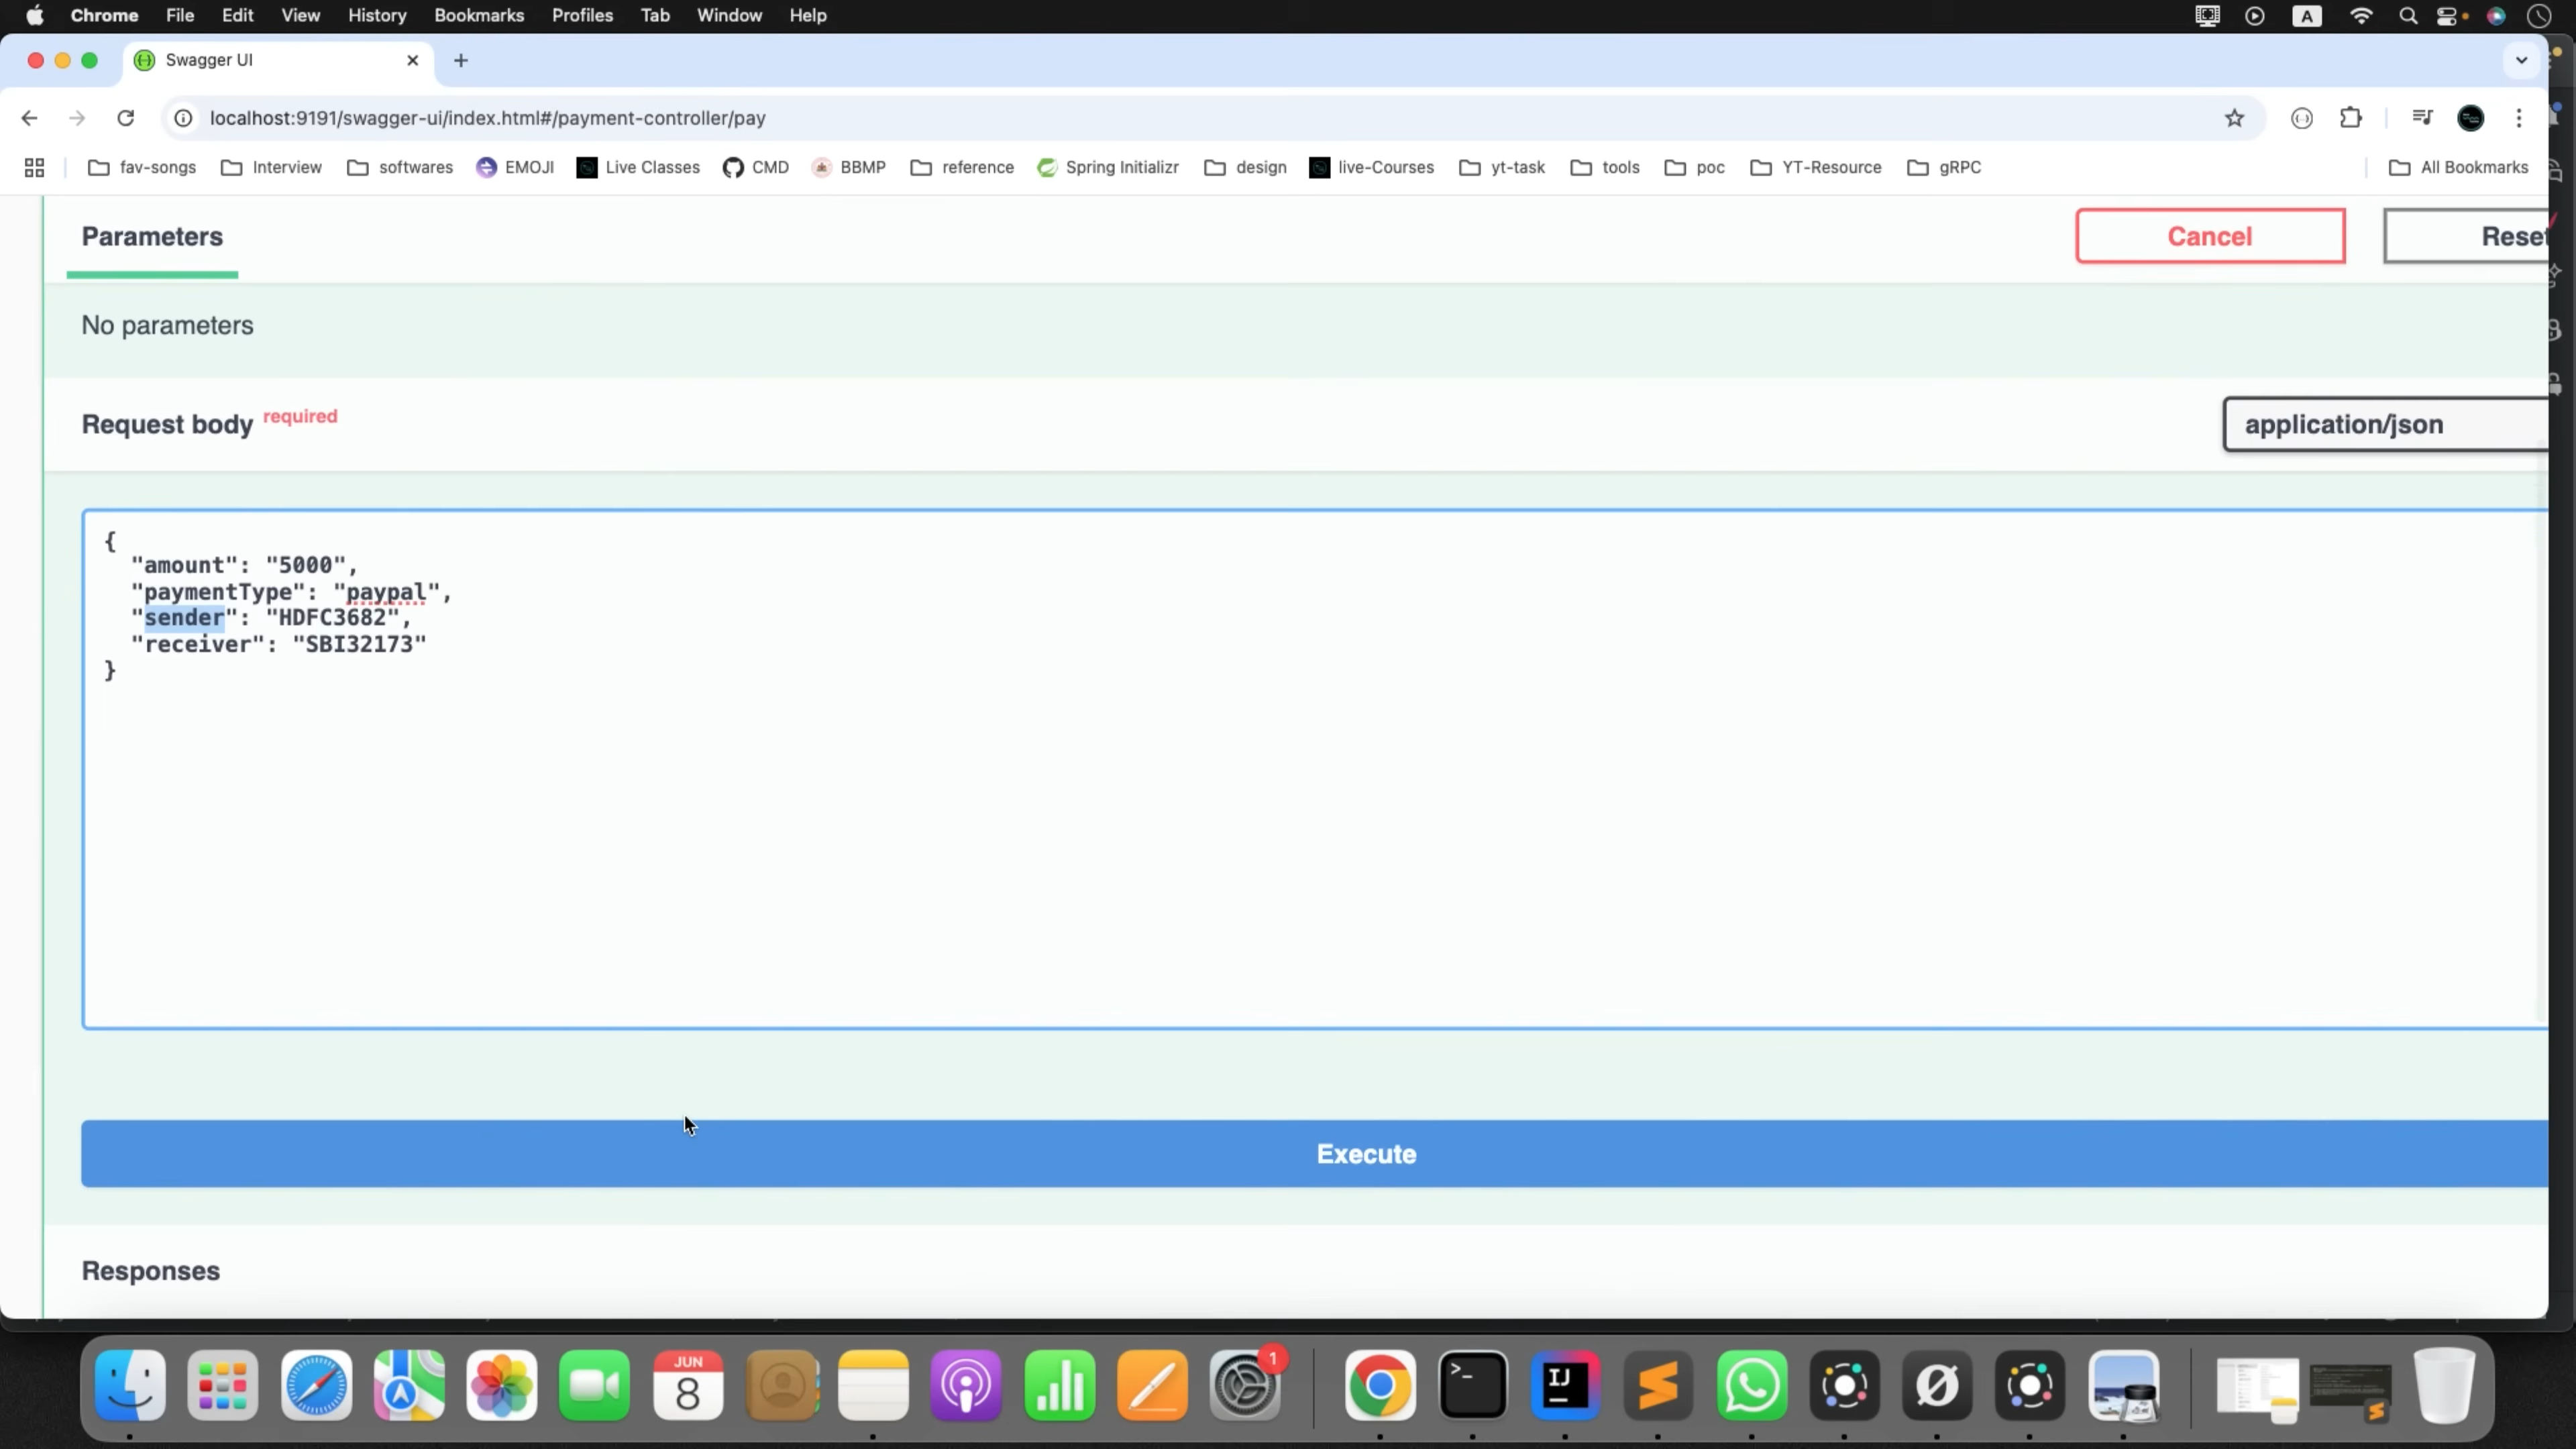 Chrome File Edit View History Bookmarks Profiles Tab Window Help A
Swagger UI
localhost:9191/swagger-ui/index.html#/payment-controller/pay
fav-songs Interview softwares EMOJI Live Classes CMD BBMP reference Spring Initializr design live-Courses yt-task tools poc YT-Resource gRPC All Bookmarks
Parameters Cancel Reset
No parameters
Request body required application/json
{
"amount": "5000",
"paymentType": "paypal",
"sender": "HDFC3682",
"receiver": "SBI32173"
}
Execute
Responses
JUN
8
1
>_
IJ